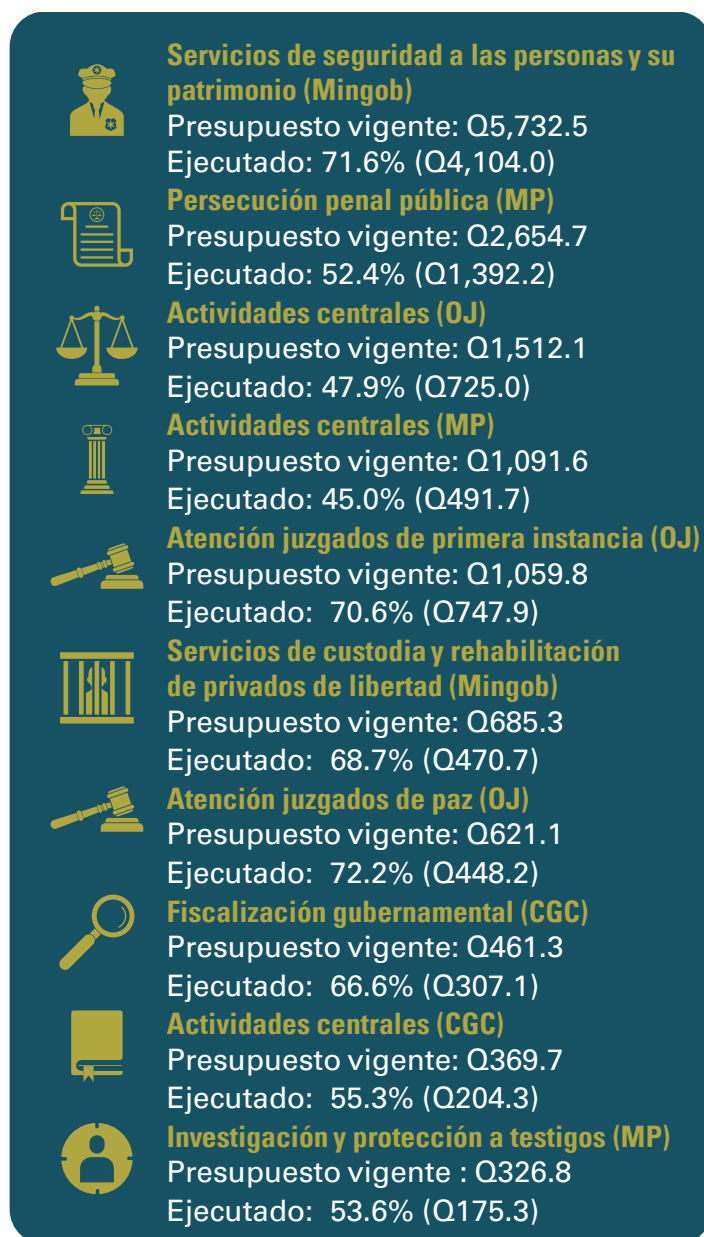 Servicios de seguridad a las personas y su
patrimonio (Mingob)
Presupuesto vigente: Q5,732.5
Ejecutado: 71.6% (Q4,104.0)
Persecución penal pública (MP)
Presupuesto vigente: Q2,654.7
Ejecutado: 52.4% (Q1,392.2)
Actividades centrales (OJ)
Presupuesto vigente: Q1,512.1
Ejecutado: 47.9% (Q725.0)
Actividades centrales (MP)
Presupuesto vigente: Q1,091.6
Ejecutado: 45.0% (Q491.7)
Atención juzgados de primera instancia (OJ)
Presupuesto vigente: Q1,059.8
Ejecutado: 70.6% (Q747.9)
Servicios de custodia y rehabilitación
de privados de libertad (Mingob)
Presupuesto vigente: Q685.3
Ejecutado: 68.7% (Q470.7)
Atención juzgados de paz (OJ)
Presupuesto vigente: Q621.1
Ejecutado: 72.2% (Q448.2)
Fiscalización gubernamental (CGC)
Presupuesto vigente: Q461.3
Ejecutado: 66.6% (Q307.1)
Actividades centrales (CGC)
Presupuesto vigente: Q369.7
Ejecutado: 55.3% (Q204.3)
Investigación y protección a testigos (MP)
Presupuesto vigente : Q326.8
Ejecutado: 53.6% (Q175.3)